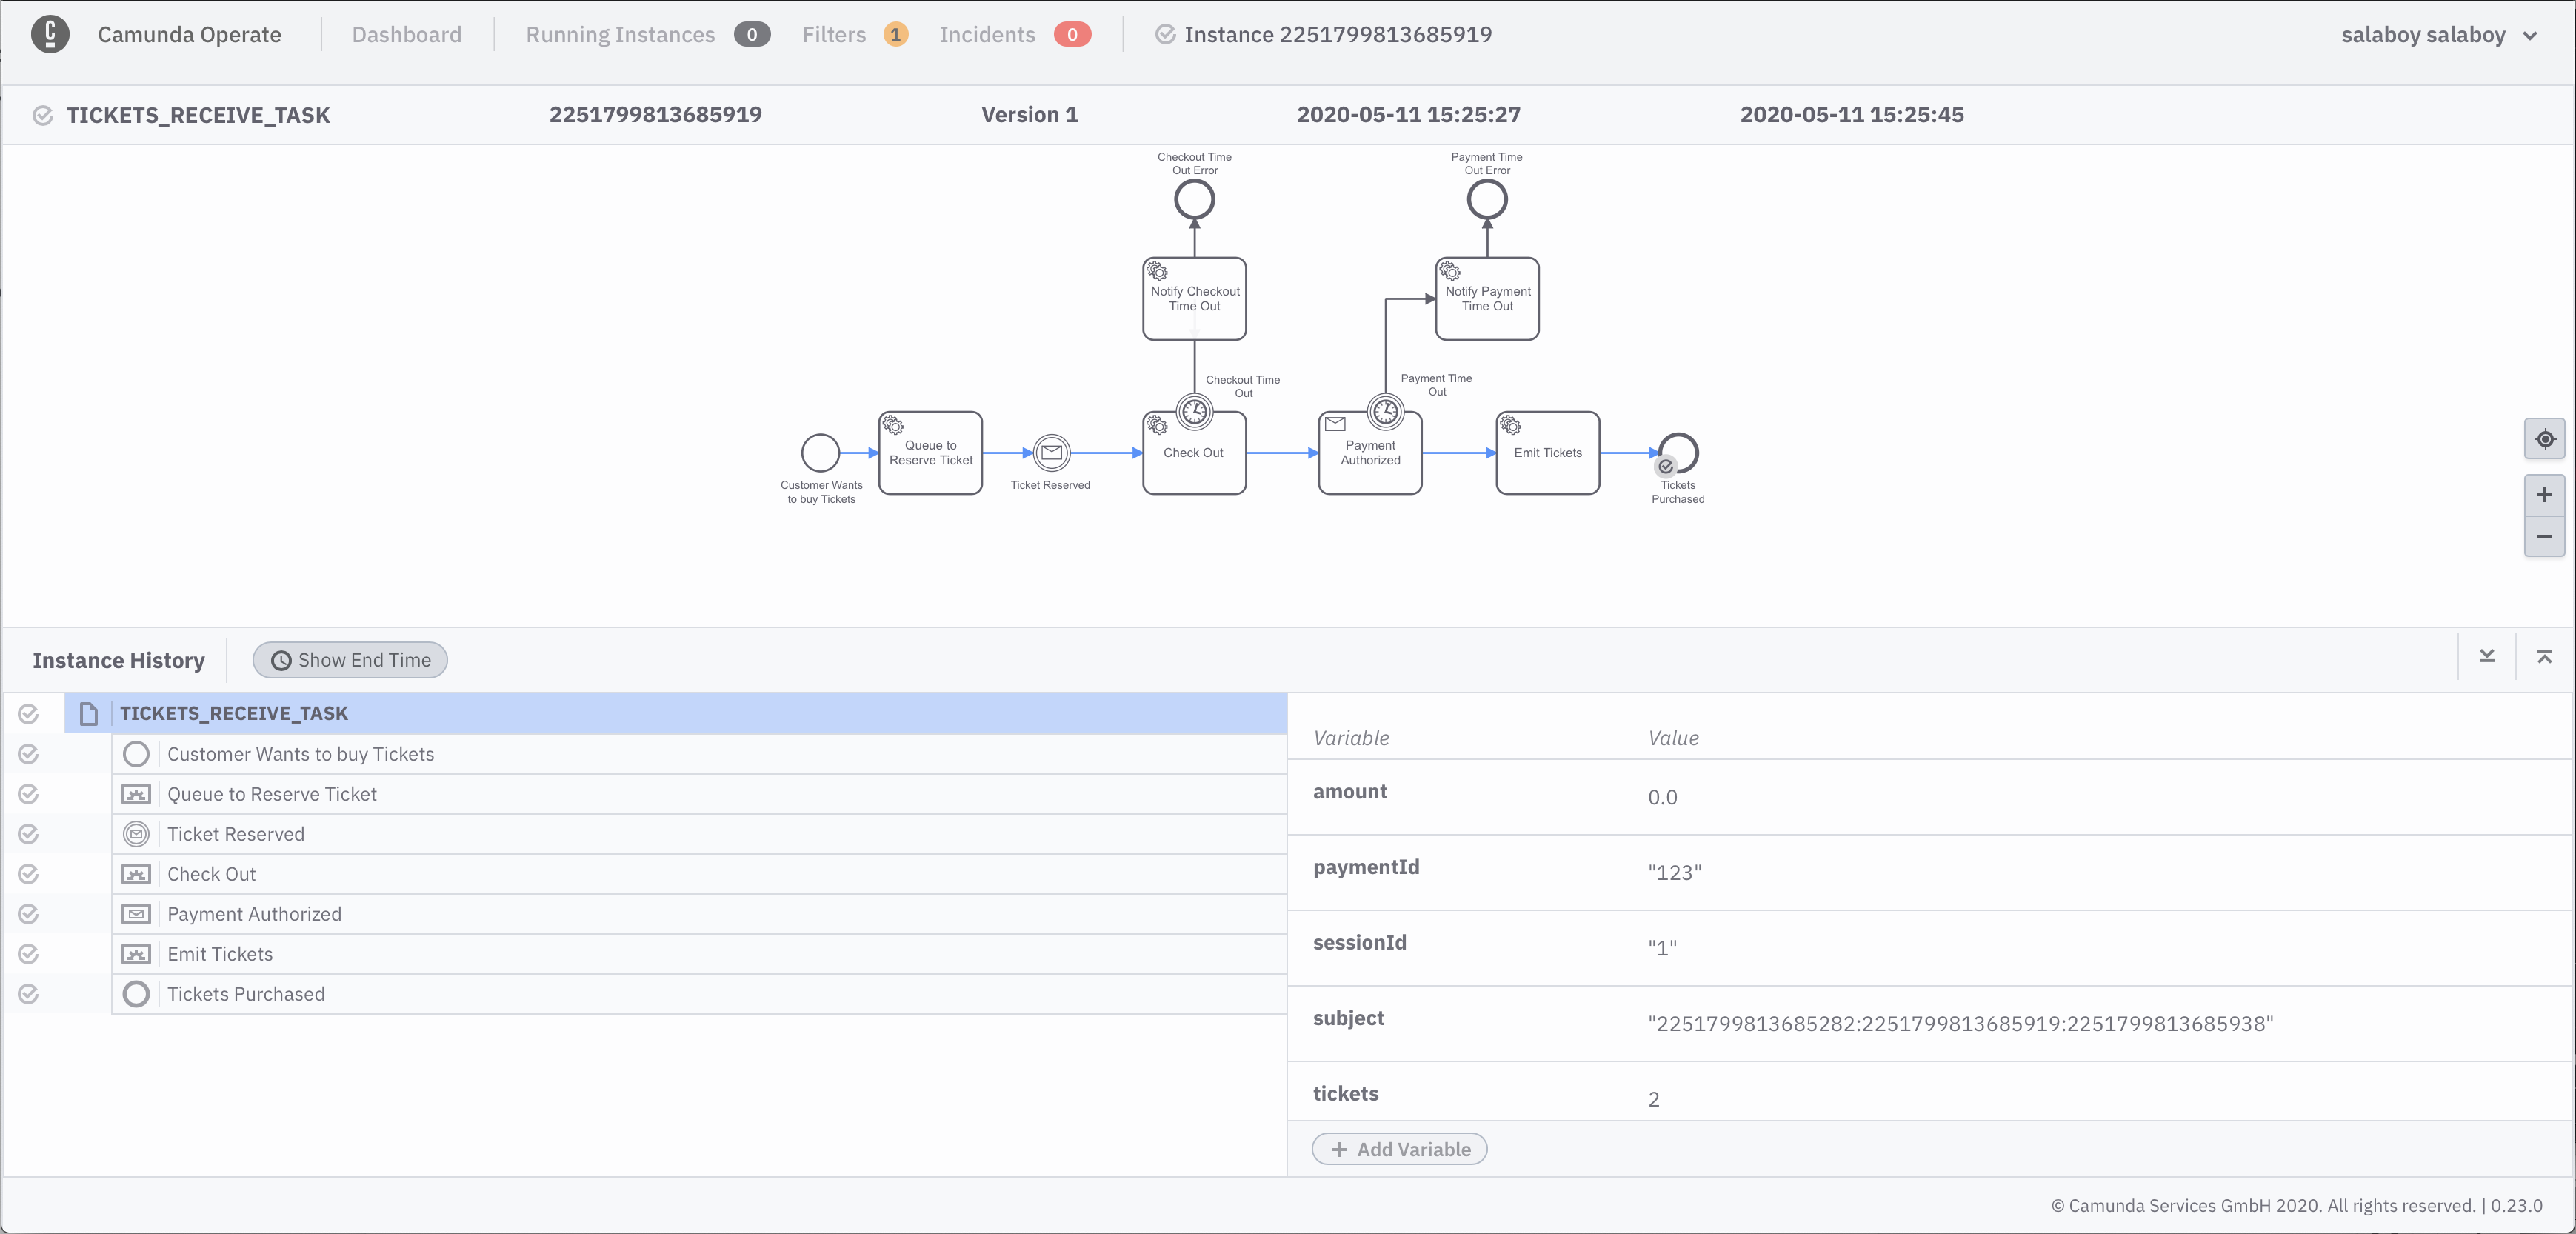 Camunda Operate Dashboard Running Instances 0 Filters 1 Incidents 0 Instance 2251799813685919 salaboy salaboy
TICKETS_RECEIVE_TASK 2251799813685919 Version 1 2020-05-11 15:25:27 2020-05-11 15:25:45
Checkout Time
Out Error
Payment Time
Out Error
Notify Checkout
Time Out
Notify Payment
Time Out
Checkout Time
Out
Payment Time
Out
Customer Wants
to buy Tickets
Queue to
Reserve Ticket
Ticket Reserved
Check Out
Payment
Authorized
Emit Tickets
Tickets
Purchased
Instance History
Show End Time
TICKETS_RECEIVE_TASK
Customer Wants to buy Tickets
Queue to Reserve Ticket
Ticket Reserved
Check Out
Payment Authorized
Emit Tickets
Tickets Purchased
Variable Value
amount 0.0
paymentId "123"
sessionId "1"
subject "2251799813685282:2251799813685919:2251799813685938"
tickets 2
+ Add Variable
© Camunda Services GmbH 2020. All rights reserved. | 0.23.0